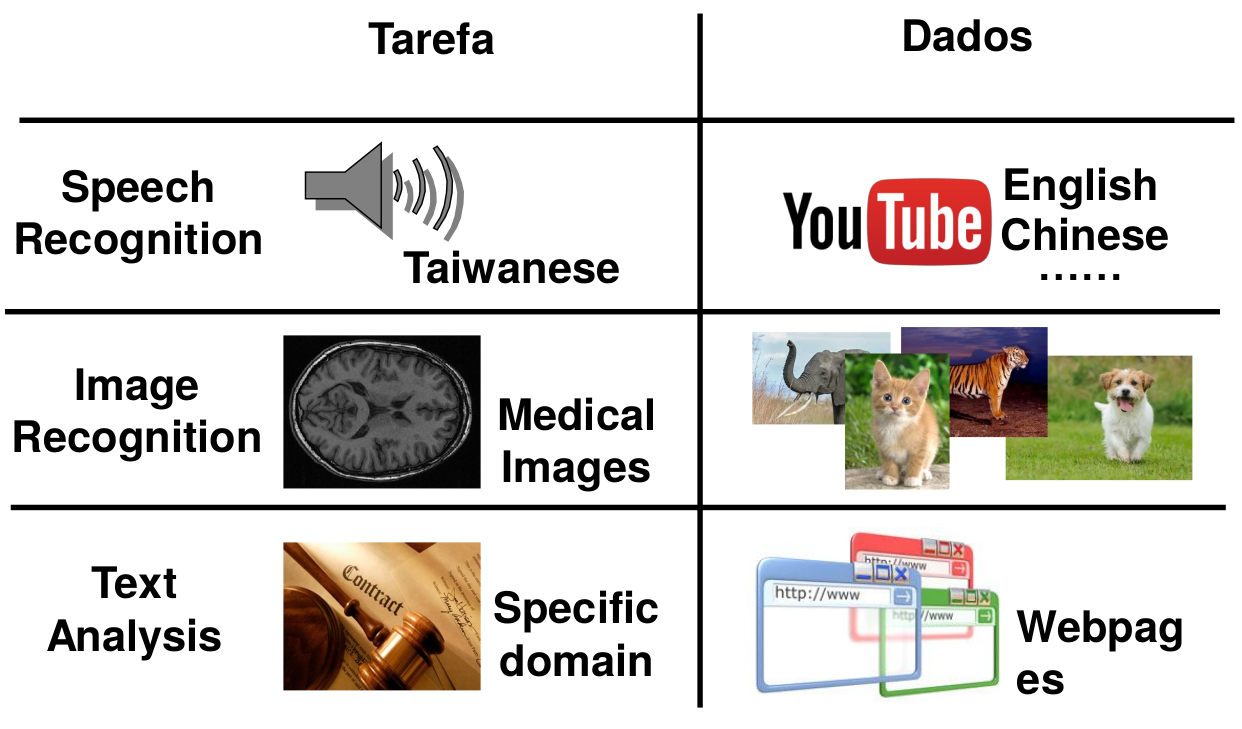 Tarefa
Dados
Speech
Recognition
Taiwanese
YouTube
English
Chinese
......
Image
Recognition
Medical
Images
Text
Analysis
Contract
Specific
domain
http://www
http://www
http://www
Webpag
es